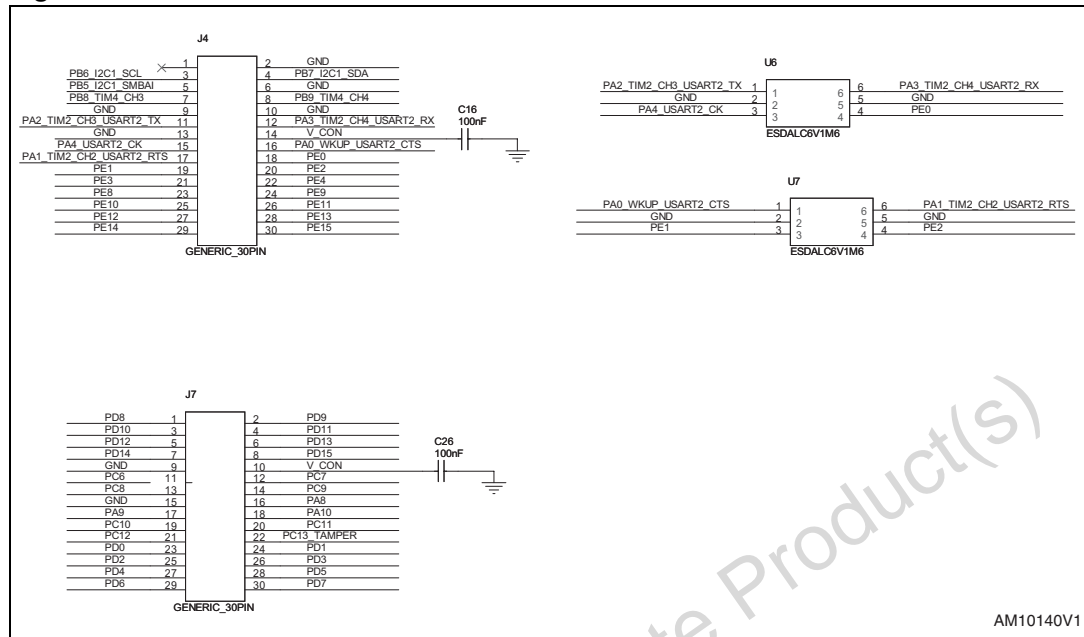 J4
1 2 GND
PB6_I2C1_SCL 3 4 PB7_I2C1_SDA
PB5_I2C1_SMBAI 5 6 GND
PB8_TIM4_CH3 7 8 PB9_TIM4_CH4
GND 9 10 GND
PA2_TIM2_CH3_USART2_TX 11 12 PA3_TIM2_CH4_USART2_RX
GND 13 14 V_CON
PA4_USART2_CK 15 16 PA0_WKUP_USART2_CTS
PA1_TIM2_CH2_USART2_RTS 17 18 PE0
PE1 19 20 PE2
PE3 21 22 PE4
PE8 23 24 PE9
PE10 25 26 PE11
PE12 27 28 PE13
PE14 29 30 PE15
GENERIC_30PIN
C16
100nF
U6
PA2_TIM2_CH3_USART2_TX 1 1 6 6 PA3_TIM2_CH4_USART2_RX
GND 2 2 5 5 GND
PA4_USART2_CK 3 3 4 4 PE0
ESDALC6V1M6
U7
PA0_WKUP_USART2_CTS 1 1 6 6 PA1_TIM2_CH2_USART2_RTS
GND 2 2 5 5 GND
PE1 3 3 4 4 PE2
ESDALC6V1M6
J7
PD8 1 2 PD9
PD10 3 4 PD11
PD12 5 6 PD13
PD14 7 8 PD15
GND 9 10 V_CON
PC6 11 12 PC7
PC8 13 14 PC9
GND 15 16 PA8
PA9 17 18 PA10
PC10 19 20 PC11
PC12 21 22 PC13_TAMPER
PD0 23 24 PD1
PD2 25 26 PD3
PD4 27 28 PD5
PD6 29 30 PD7
GENERIC_30PIN
C26
100nF
te Product(s)
AM10140V1